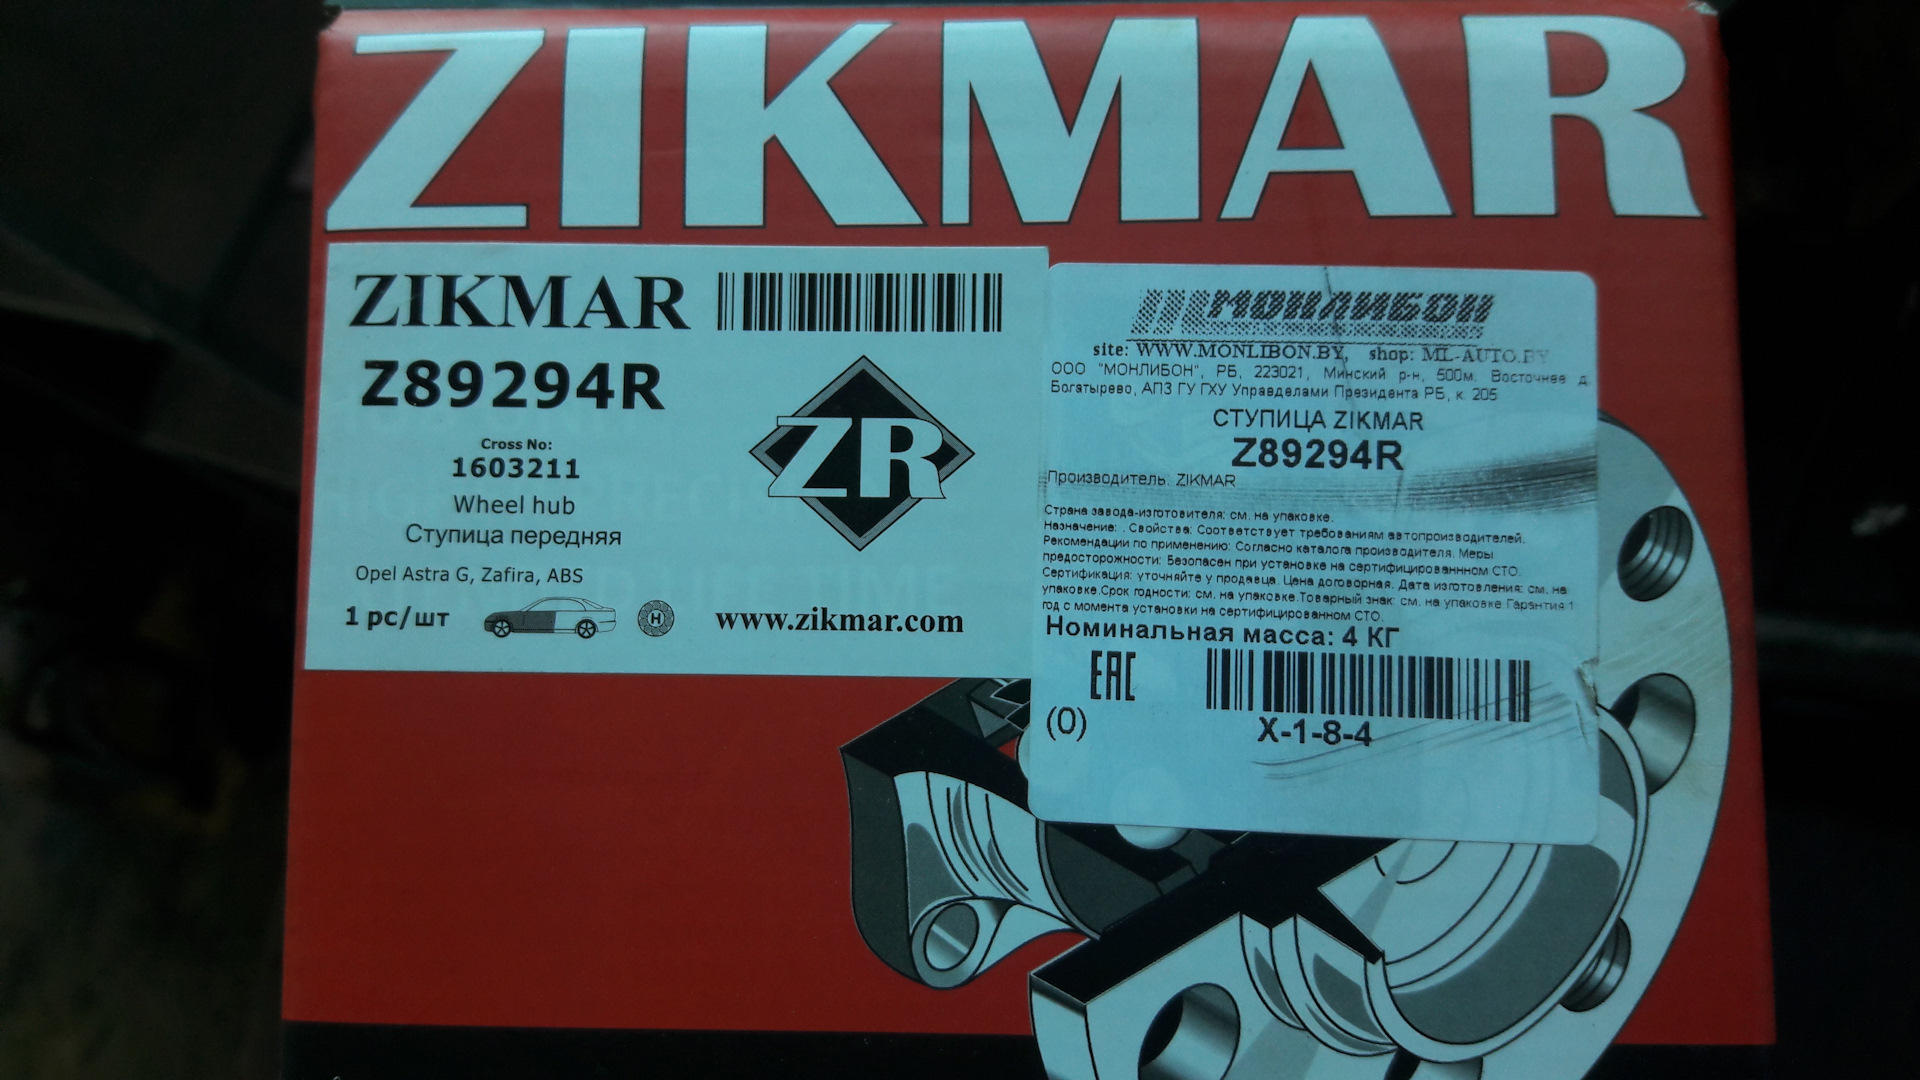 ZIKMAR
ZIKMAR
Z89294R
Cross No:
1603211
Wheel hub
Ступица передняя
Opel Astra G, Zafira, ABS
1 pc/шт
H
ZR
www.zikmar.com
МОНЛИБОН
site: WWW.MONLIBON.BY, shop: ML-AUTO.BY
ООО "МОНЛИБОН", РБ, 223021, Минский р-н, 500м. Восточнее д.
Богатырево, АПЗ ГУ ГХУ Управделами Президента РБ, к. 205
СТУПИЦА ZIKMAR
Z89294R
Производитель: ZIKMAR
Страна завода-изготовителя: см. на упаковке.
Назначение: . Свойства: Соответствует требованиям автопроизводителей.
Рекомендации по применению: Согласно каталога производителя. Меры
предосторожности: Безопасен при установке на сертифицированнном СТО.
Сертификация: уточняйте у продавца. Цена договорная. Дата изготовления: см. на
упаковке.Срок годности: см. на упаковке.Товарный знак: см. на упаковке Гарантия 1
год с момента установки на сертифицированном СТО.
Номинальная масса: 4 КГ
EAC
(0)
X-1-8-4